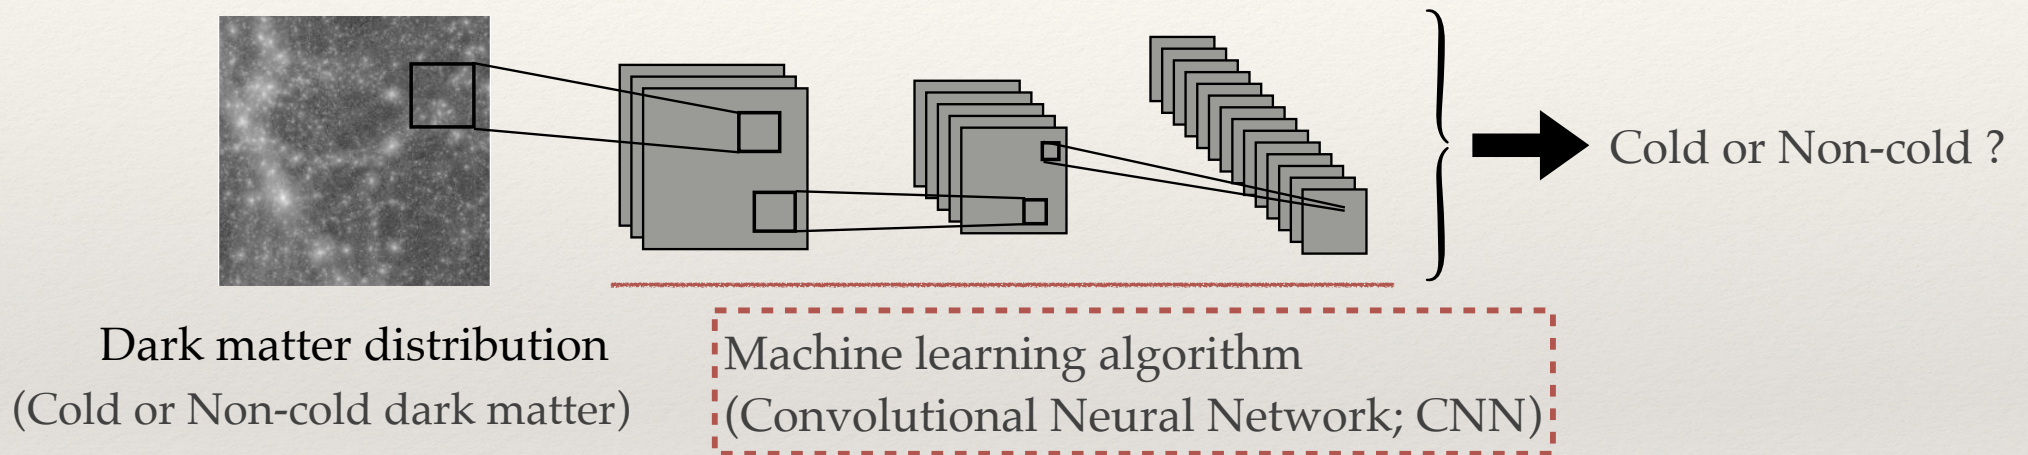 Cold or Non-cold ?
Dark matter distribution
(Cold or Non-cold dark matter)
Machine learning algorithm
(Convolutional Neural Network; CNN)